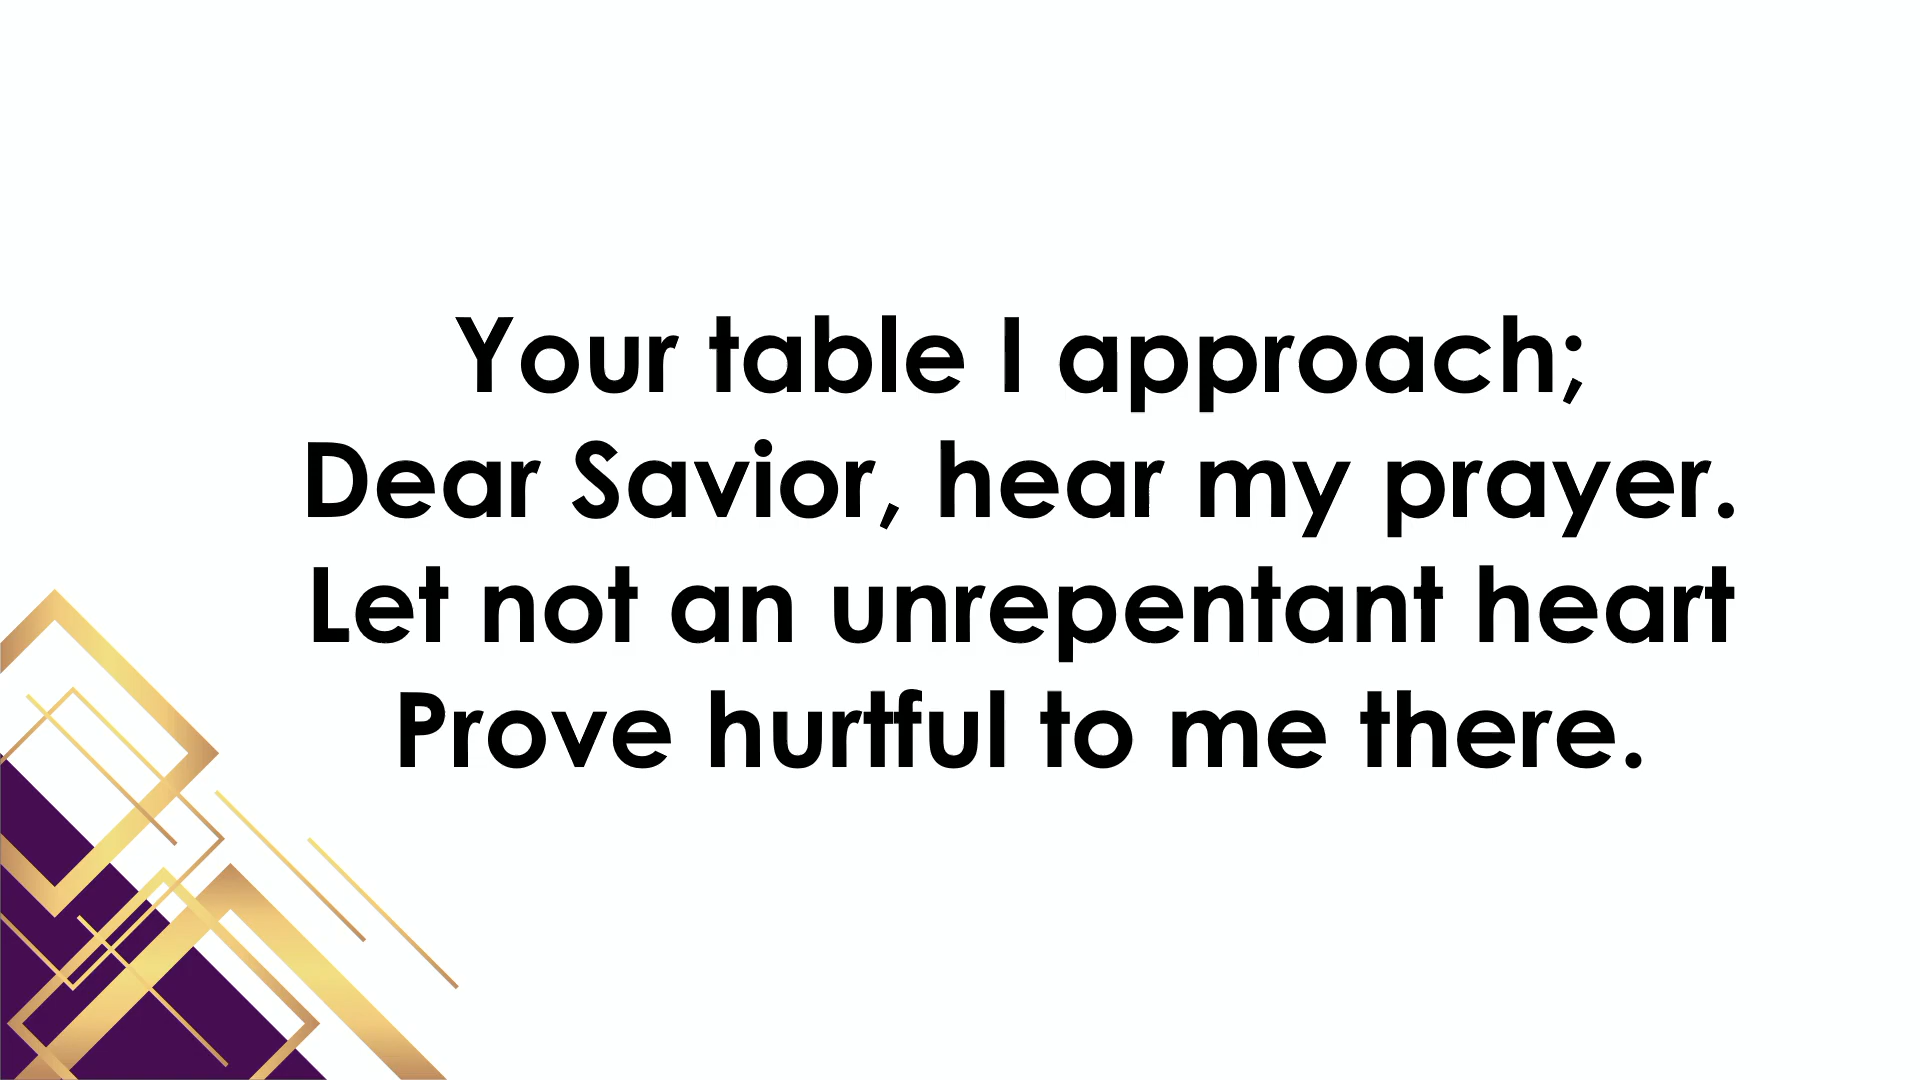 Your table I approach;
Dear Savior, hear my prayer.
Let not an unrepentant heart
Prove hurtful to me there.